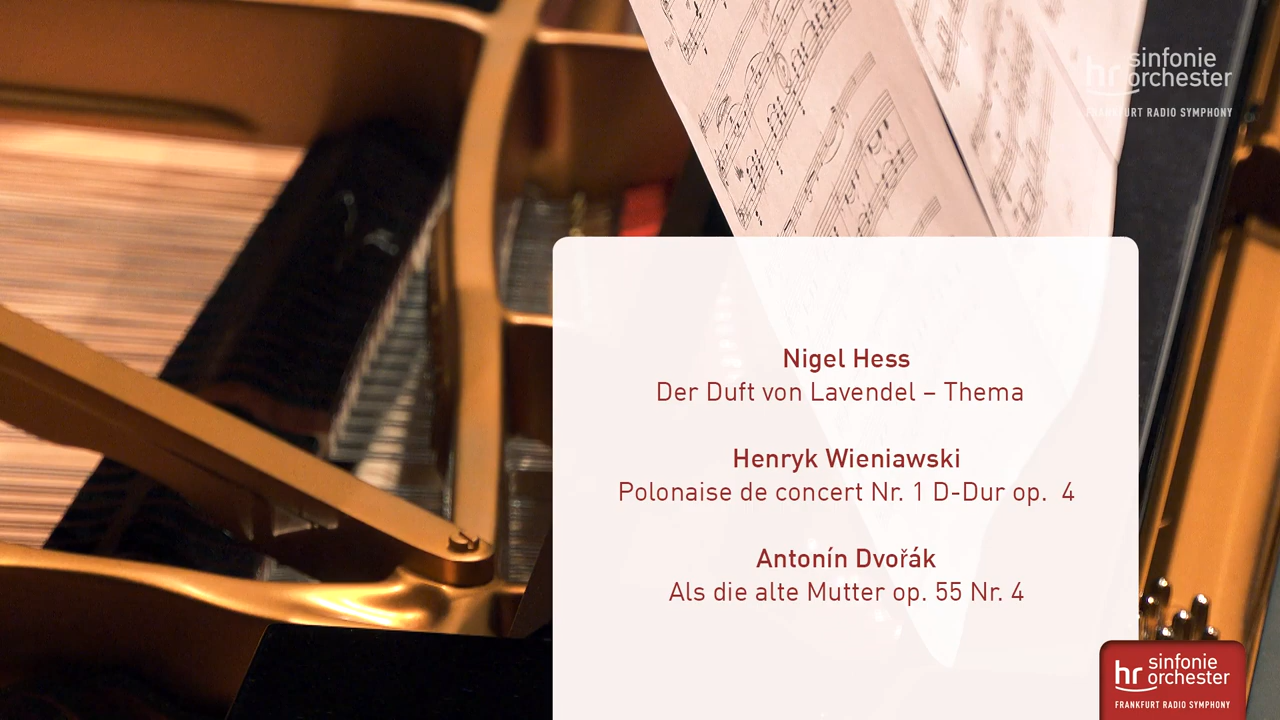 hr sinfonie
orchester
FRANKFURT RADIO SYMPHONY
Nigel Hess
Der Duft von Lavendel – Thema
Henryk Wieniawski
Polonaise de concert Nr. 1 D-Dur op. 4
Antonín Dvořák
Als die alte Mutter op. 55 Nr. 4
hr sinfonie
orchester
FRANKFURT RADIO SYMPHONY